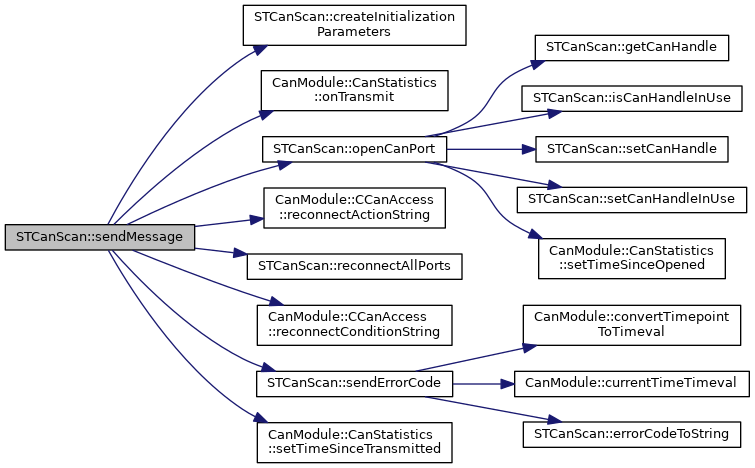 STCanScan::sendMessage
STCanScan::createInitialization
Parameters
CanModule::CanStatistics
::onTransmit
STCanScan::openCanPort
CanModule::CCanAccess
::reconnectActionString
STCanScan::reconnectAllPorts
CanModule::CCanAccess
::reconnectConditionString
STCanScan::sendErrorCode
CanModule::CanStatistics
::setTimeSinceTransmitted
STCanScan::getCanHandle
STCanScan::isCanHandleInUse
STCanScan::setCanHandle
STCanScan::setCanHandleInUse
CanModule::CanStatistics
::setTimeSinceOpened
CanModule::convertTimepoint
ToTimeval
CanModule::currentTimeTimeval
STCanScan::errorCodeToString